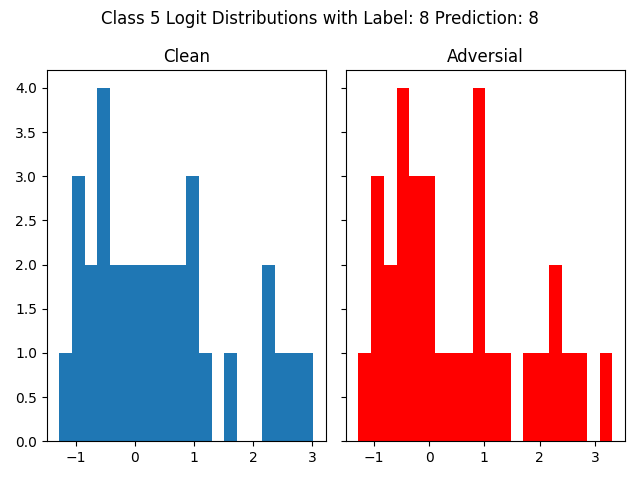 Class 5 Logit Distributions with Label: 8 Prediction: 8
Clean
Adversial
4.0
3.5
3.0
2.5
2.0
1.5
1.0
0.5
0.0
−1 0 1 2 3
−1 0 1 2 3